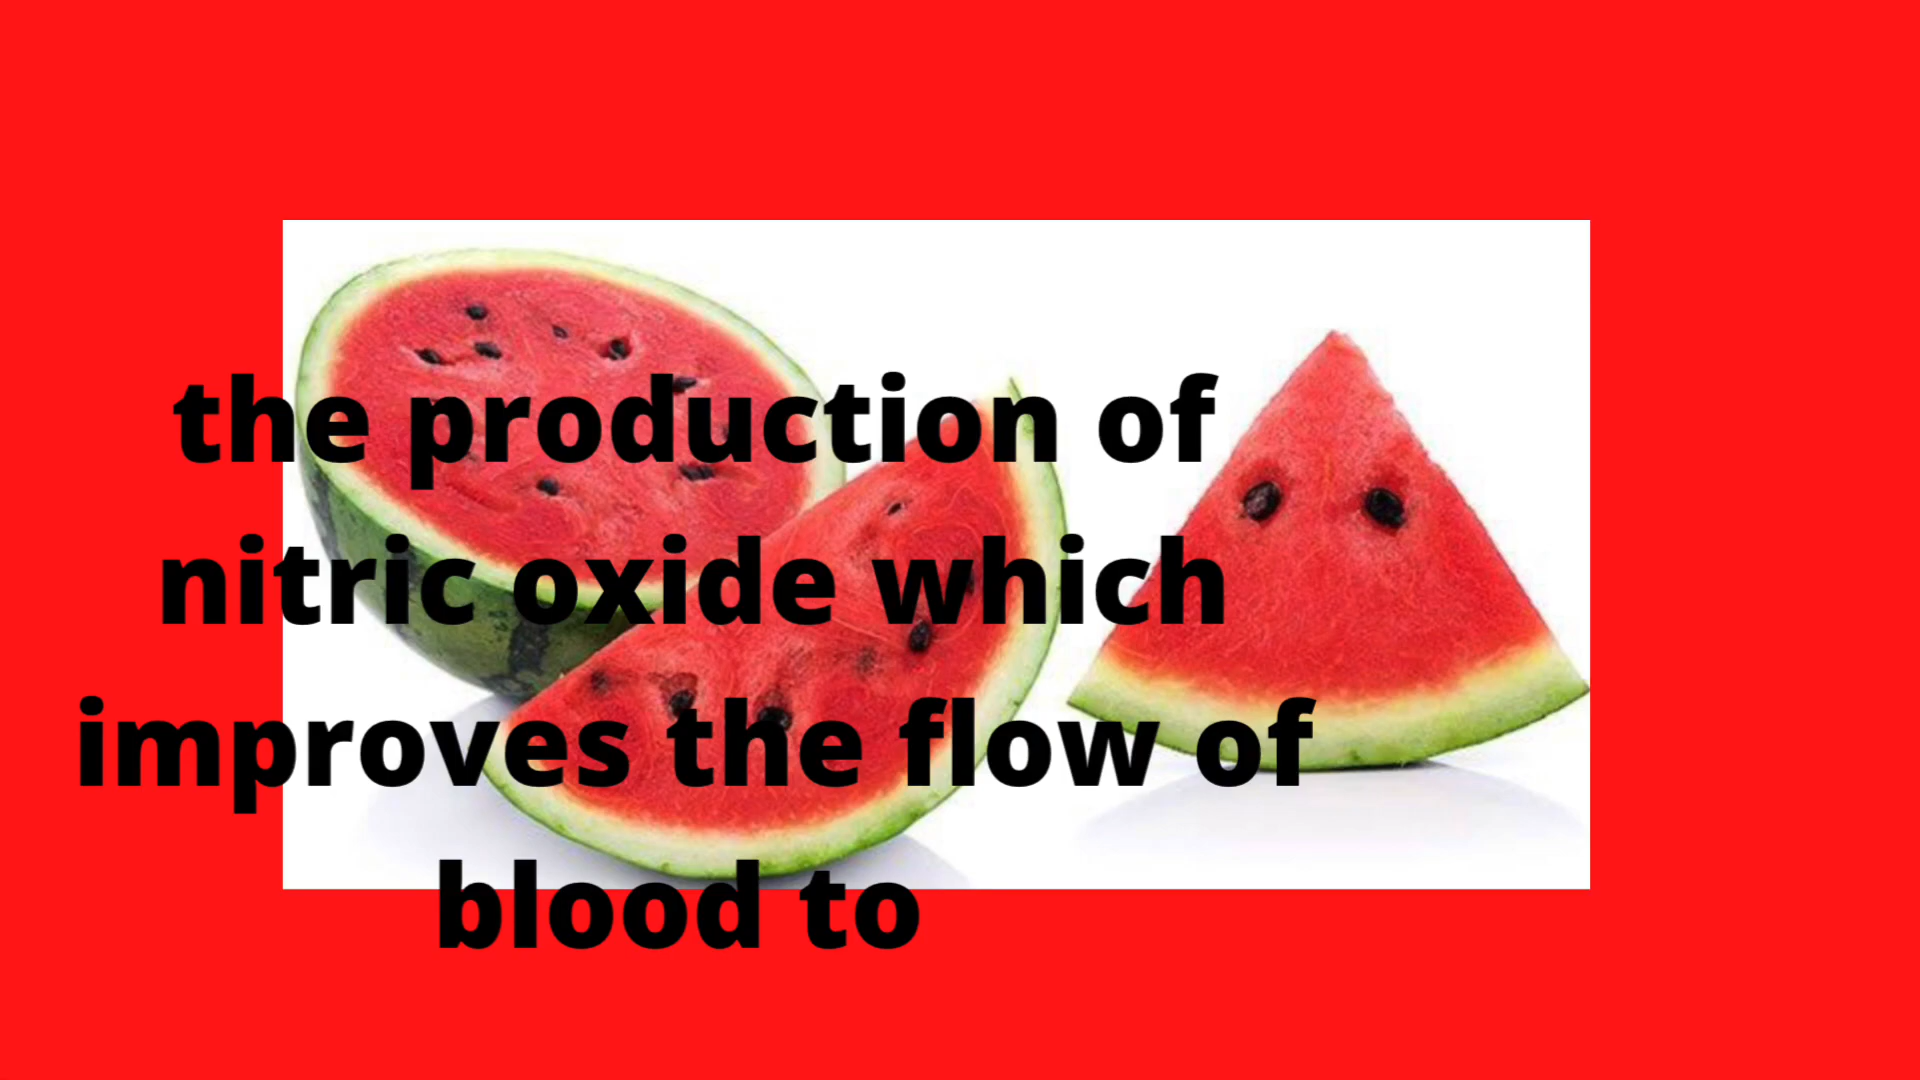 the production of
nitric oxide which
improves the flow of
blood to